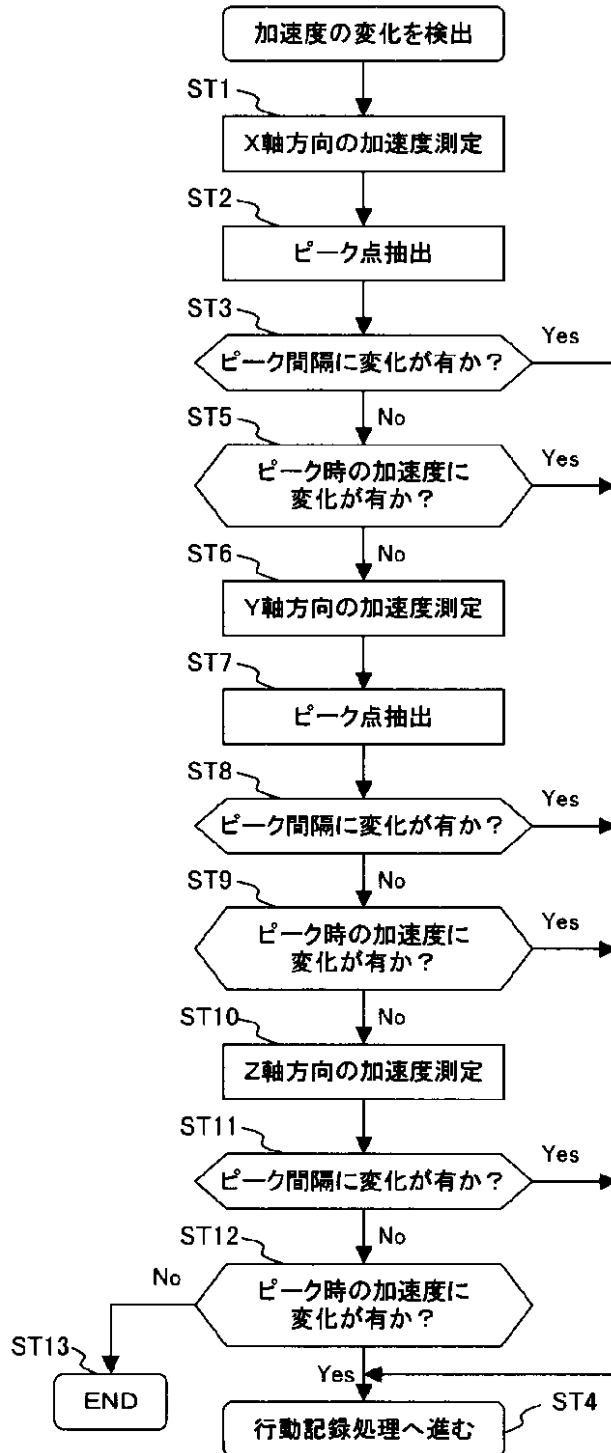 加速度の変化を検出
ST1
X軸方向の加速度測定
ST2
ピーク点抽出
ST3
ピーク間隔に変化が有か？
Yes
No
ST5
ピーク時の加速度に
変化が有か？
Yes
No
ST6
Y軸方向の加速度測定
ST7
ピーク点抽出
ST8
ピーク間隔に変化が有か？
Yes
No
ST9
ピーク時の加速度に
変化が有か？
Yes
No
ST10
Z軸方向の加速度測定
ST11
ピーク間隔に変化が有か？
Yes
No
ST12
ピーク時の加速度に
変化が有か？
No
ST13
END
Yes
ST4
行動記録処理へ進む